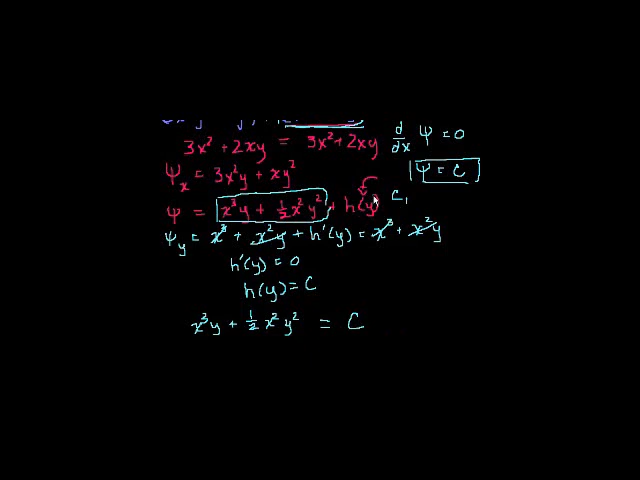 3x² + 2xy = 3x² + 2xy
d/dx Ψ = 0
Ψx = 3x²y + xy²
Ψ = C
Ψ = x³y + ½x²y² + h(y) C₁
Ψy = x³ + x²y + h'(y) = x³ + x²y
h'(y) = 0
h(y) = C
x³y + ½x²y² = C